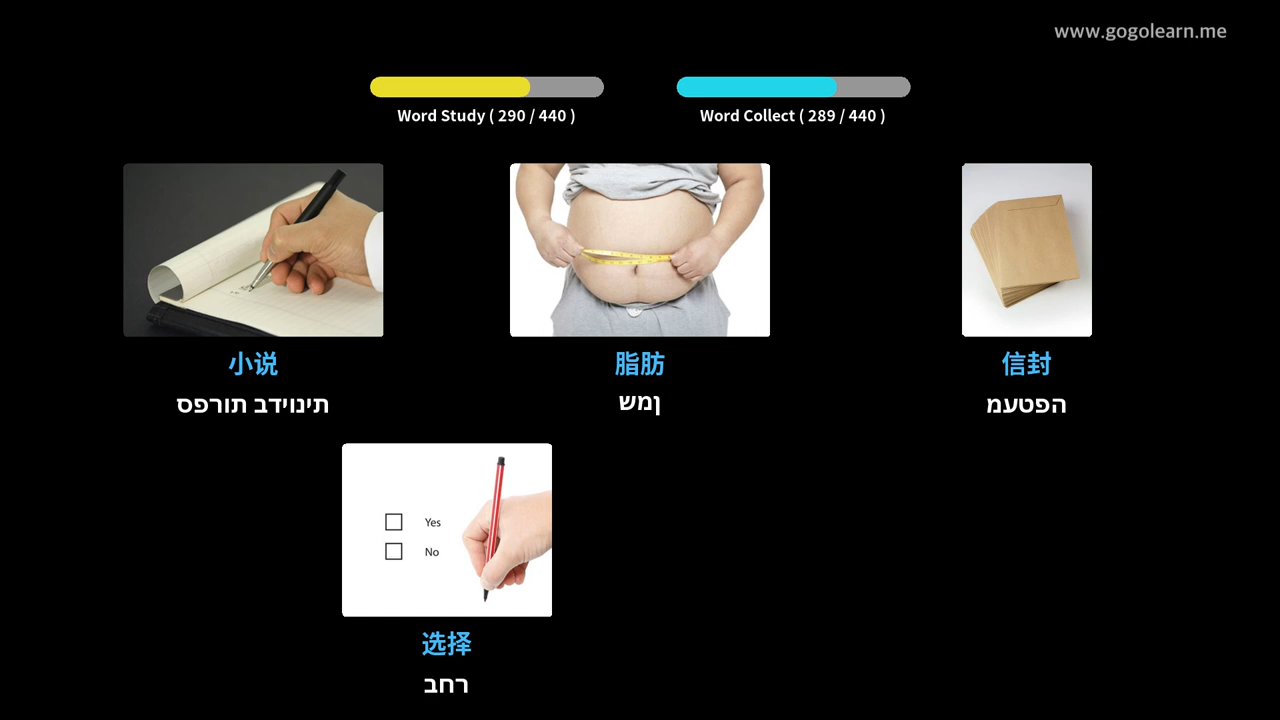 www.gogolearn.me
Word Study ( 290 / 440 )
Word Collect ( 289 / 440 )
小说
תינוידב תורפס
脂肪
ןמש
信封
הפטעמ
Yes
No
选择
רחב